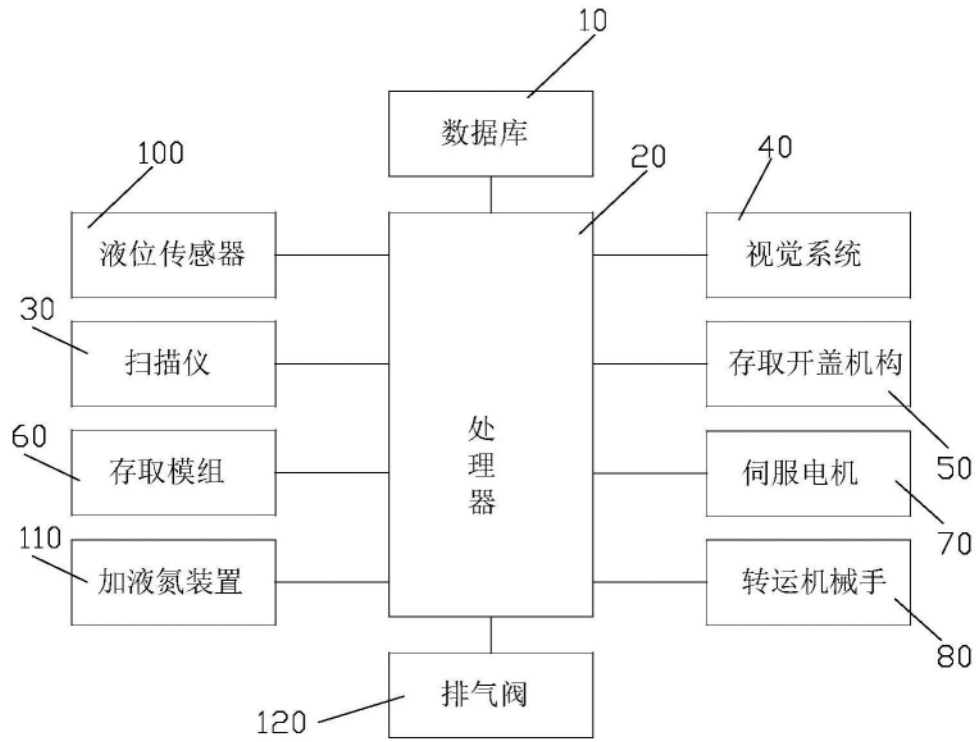 10
数据库
100
20
40
液位传感器
视觉系统
30
扫描仪
存取开盖机构
60
处理器
50
存取模组
伺服电机
110
70
加液氮装置
转运机械手
80
排气阀
120